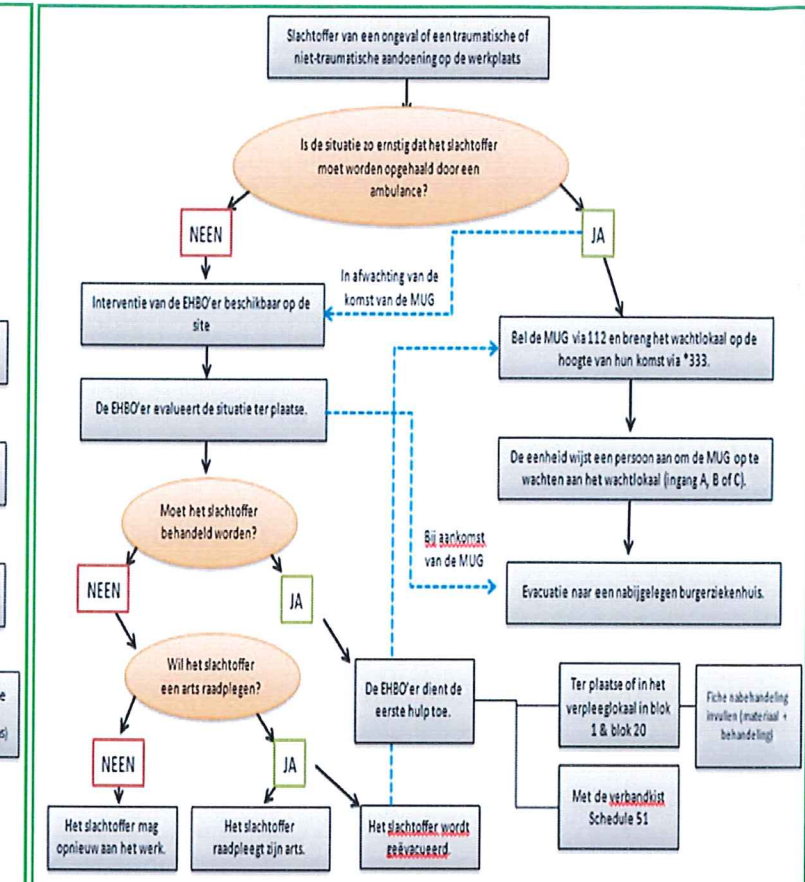 Slachtoffer van een ongeval of een traumatische of
niet-traumatische aandoening op de werkplaats
Is de situatie zo ernstig dat het slachtoffer
moet worden opgehaald door een
ambulance?
NEEN
JA
In afwachting van de
komst van de MUG
Interventie van de EHBO'er beschikbaar op de
site
Bel de MUG via 112 en breng het wachtlokaal op de
hoogte van hun komst via *333.
De EHBO'er evalueert de situatie ter plaatse.
De eenheid wijst een persoon aan om de MUG op te
wachten aan het wachtlokaal (ingang A, B of C).
Moet het slachtoffer
behandeld worden?
Bij aankomst
van de MUG
NEEN
JA
Evacuatie naar een nabijgelegen burgerziekenhuis.
Wil het slachtoffer
een arts raadplegen?
De EHBO'er dient de
eerste hulp toe.
Ter plaatse of in het
verpleeglokaal in blok
1 & blok 20
Fiche nabehandeling
invullen (materiaal +
behandeling)
e
s)
NEEN
JA
Met de verbandkist
Schedule 51
Het slachtoffer mag
opnieuw aan het werk.
Het slachtoffer
raadpleegt zijn arts.
Het slachtoffer wordt
geëvacueerd.